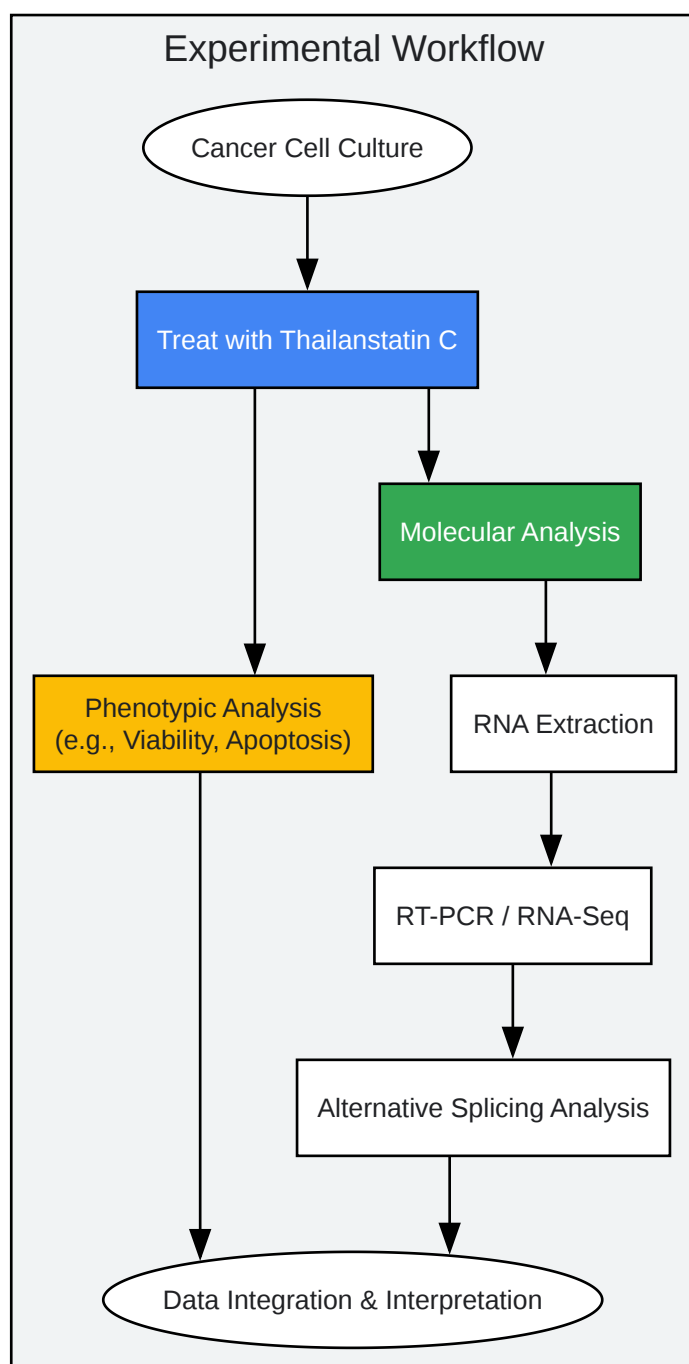 Experimental Workflow
Cancer Cell Culture
Treat with Thailanstatin C
Molecular Analysis
Phenotypic Analysis
(e.g., Viability, Apoptosis)
RNA Extraction
RT-PCR / RNA-Seq
Alternative Splicing Analysis
Data Integration & Interpretation